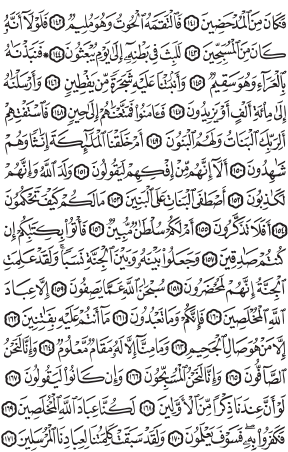 فَكَانَ مِنَ ٱلْمُدْحَضِينَ ١٤١ فَٱلْتَقَمَهُ ٱلْحُوتُ وَهُوَ مُلِيمٌ ١٤٢ فَلَوْلَآ أَنَّهُۥ
كَانَ مِنَ ٱلْمُسَبِّحِينَ ١٤٣ لَلَبِثَ فِى بَطْنِهِۦٓ إِلَىٰ يَوْمِ يُبْعَثُونَ ١٤٤ ۞ فَنَبَذْنَٰهُ
بِٱلْعَرَآءِ وَهُوَ سَقِيمٌ ١٤٥ وَأَنۢبَتْنَا عَلَيْهِ شَجَرَةً مِّن يَقْطِينٍ ١٤٦ وَأَرْسَلْنَٰهُ
إِلَىٰ مِا۟ئَةِ أَلْفٍ أَوْ يَزِيدُونَ ١٤٧ فَـَٔامَنُوا۟ فَمَتَّعْنَٰهُمْ إِلَىٰ حِينٍ ١٤٨ فَٱسْتَفْتِهِمْ
أَلِرَبِّكَ ٱلْبَنَاتُ وَلَهُمُ ٱلْبَنُونَ ١٤٩ أَمْ خَلَقْنَا ٱلْمَلَٰٓئِكَةَ إِنَٰثًا وَهُمْ
شَٰهِدُونَ ١٥٠ أَلَآ إِنَّهُم مِّنْ إِفْكِهِمْ لَيَقُولُونَ ١٥١ وَلَدَ ٱللَّهُ وَإِنَّهُمْ
لَكَٰذِبُونَ ١٥٢ أَصْطَفَى ٱلْبَنَاتِ عَلَى ٱلْبَنِينَ ١٥٣ مَا لَكُمْ كَيْفَ تَحْكُمُونَ
١٥٤ أَفَلَا تَذَكَّرُونَ ١٥٥ أَمْ لَكُمْ سُلْطَٰنٌ مُّبِينٌ ١٥٦ فَأْتُوا۟ بِكِتَٰبِكُمْ إِن
كُنتُمْ صَٰدِقِينَ ١٥٧ وَجَعَلُوا۟ بَيْنَهُۥ وَبَيْنَ ٱلْجِنَّةِ نَسَبًا ۚ وَلَقَدْ عَلِمَتِ
ٱلْجِنَّةُ إِنَّهُمْ لَمُحْضَرُونَ ١٥٨ سُبْحَٰنَ ٱللَّهِ عَمَّا يَصِفُونَ ١٥٩ إِلَّا عِبَادَ
ٱللَّهِ ٱلْمُخْلَصِينَ ١٦٠ فَإِنَّكُمْ وَمَا تَعْبُدُونَ ١٦١ مَآ أَنتُمْ عَلَيْهِ بِفَٰتِنِينَ ١٦٢
إِلَّا مَنْ هُوَ صَالِ ٱلْجَحِيمِ ١٦٣ وَمَا مِنَّآ إِلَّا لَهُۥ مَقَامٌ مَّعْلُومٌ ١٦٤ وَإِنَّا لَنَحْنُ
ٱلصَّآفُّونَ ١٦٥ وَإِنَّا لَنَحْنُ ٱلْمُسَبِّحُونَ ١٦٦ وَإِن كَانُوا۟ لَيَقُولُونَ ١٦٧
لَوْ أَنَّ عِندَنَا ذِكْرًا مِّنَ ٱلْأَوَّلِينَ ١٦٨ لَكُنَّا عِبَادَ ٱللَّهِ ٱلْمُخْلَصِينَ ١٦٩
فَكَفَرُوا۟ بِهِۦ ۖ فَسَوْفَ يَعْلَمُونَ ١٧٠ وَلَقَدْ سَبَقَتْ كَلِمَتُنَا لِعِبَادِنَا ٱلْمُرْسَلِينَ ١٧١